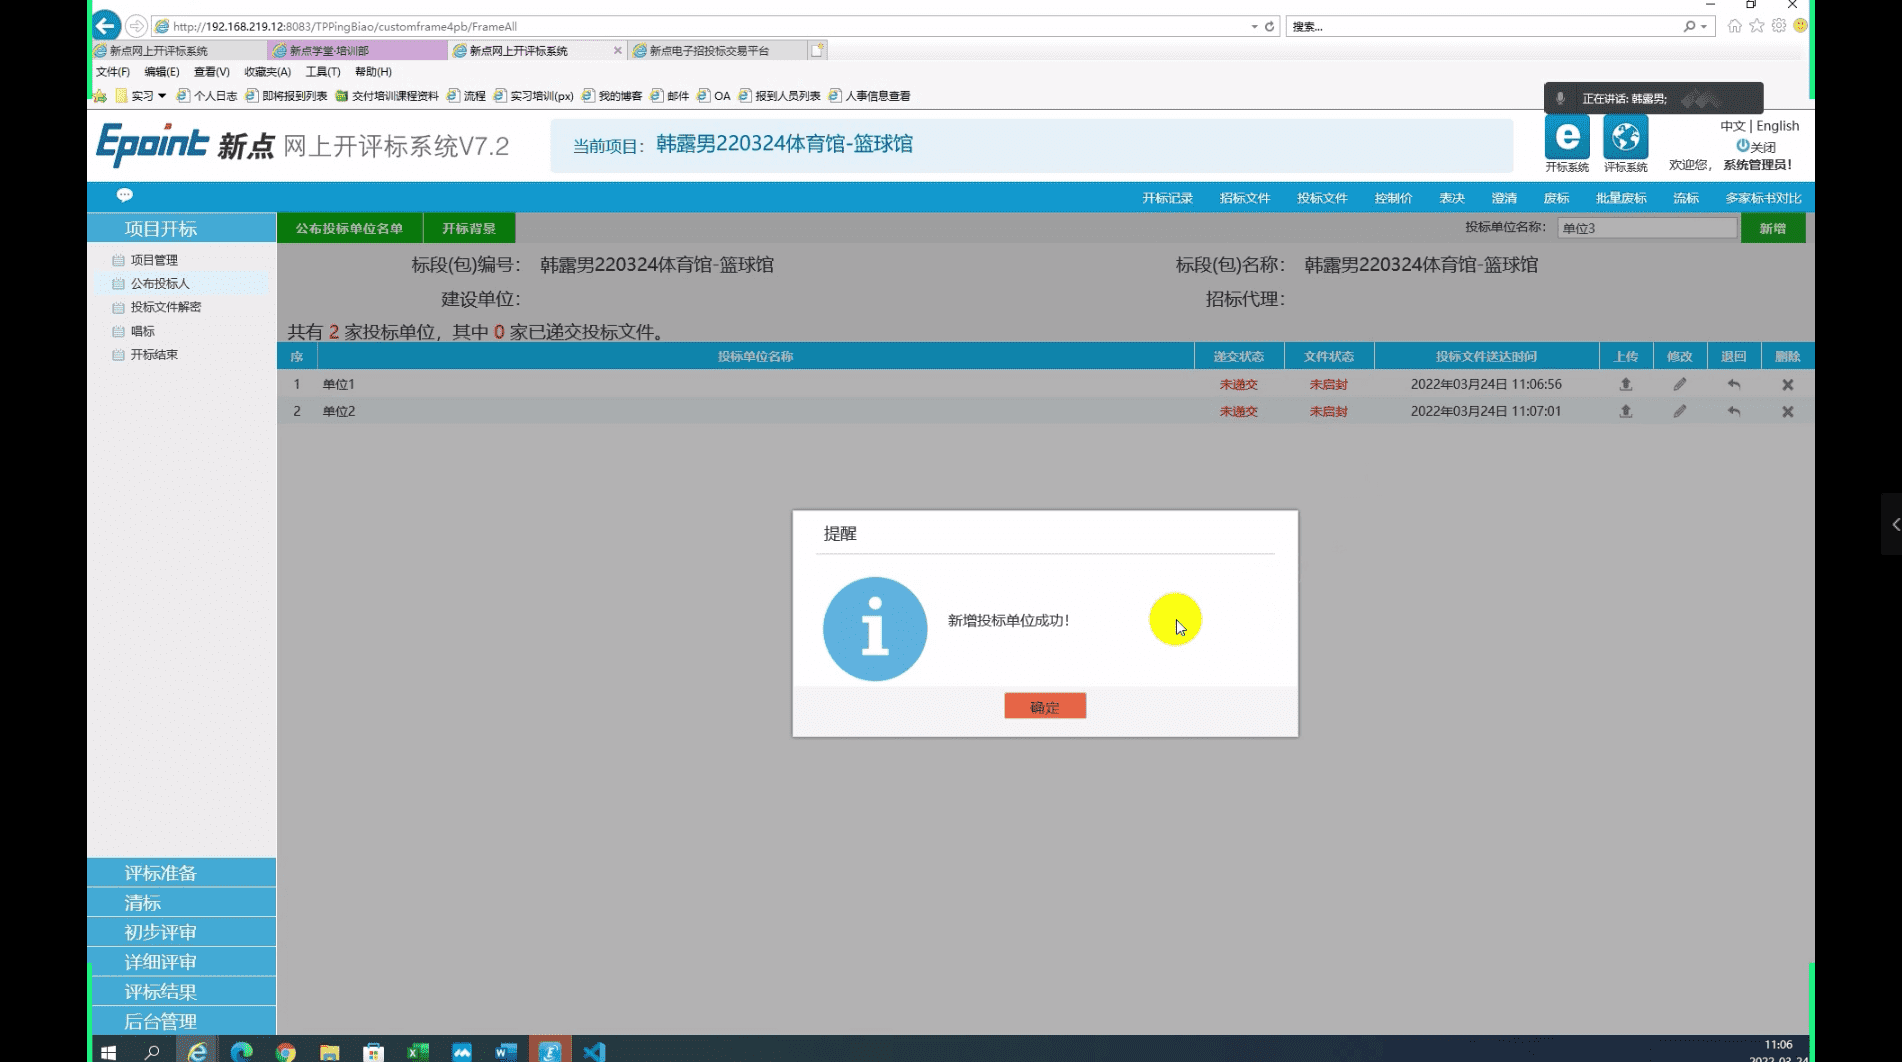 http://192.168.219.12:8083/TPPingBiao/customframe4pb/FrameAll
搜索...
新点网上开评标系统
新点学堂-培训部
新点网上开评标系统
新点电子招投标交易平台
文件(F) 编辑(E) 查看(V) 收藏夹(A) 工具(T) 帮助(H)
实习 个人日志 即将报到列表 交付培训课程资料 流程 实习培训(px) 我的博客 邮件 OA 报到人员列表 人事信息查看
正在讲话: 韩露男;
Epoint 新点 网上开评标系统V7.2
当前项目: 韩露男220324体育馆-篮球馆
开标系统 评标系统
中文 | English
关闭
欢迎您, 系统管理员!
开标记录 招标文件 投标文件 控制价 表决 澄清 废标 批量废标 流标 多家标书对比
项目开标
项目管理
公布投标人
投标文件解密
唱标
开标结束
公布投标单位名单 开标背景
投标单位名称: 单位3 新增
标段(包)编号: 韩露男220324体育馆-篮球馆 标段(包)名称: 韩露男220324体育馆-篮球馆
建设单位: 招标代理:
共有 2 家投标单位, 其中 0 家已递交投标文件。
序 投标单位名称 递交状态 文件状态 投标文件送达时间 上传 修改 退回 删除
1 单位1 未递交 未启封 2022年03月24日 11:06:56
2 单位2 未递交 未启封 2022年03月24日 11:07:01
提醒
新增投标单位成功!
确定
评标准备
清标
初步评审
详细评审
评标结果
后台管理
11:06
2022-03-24